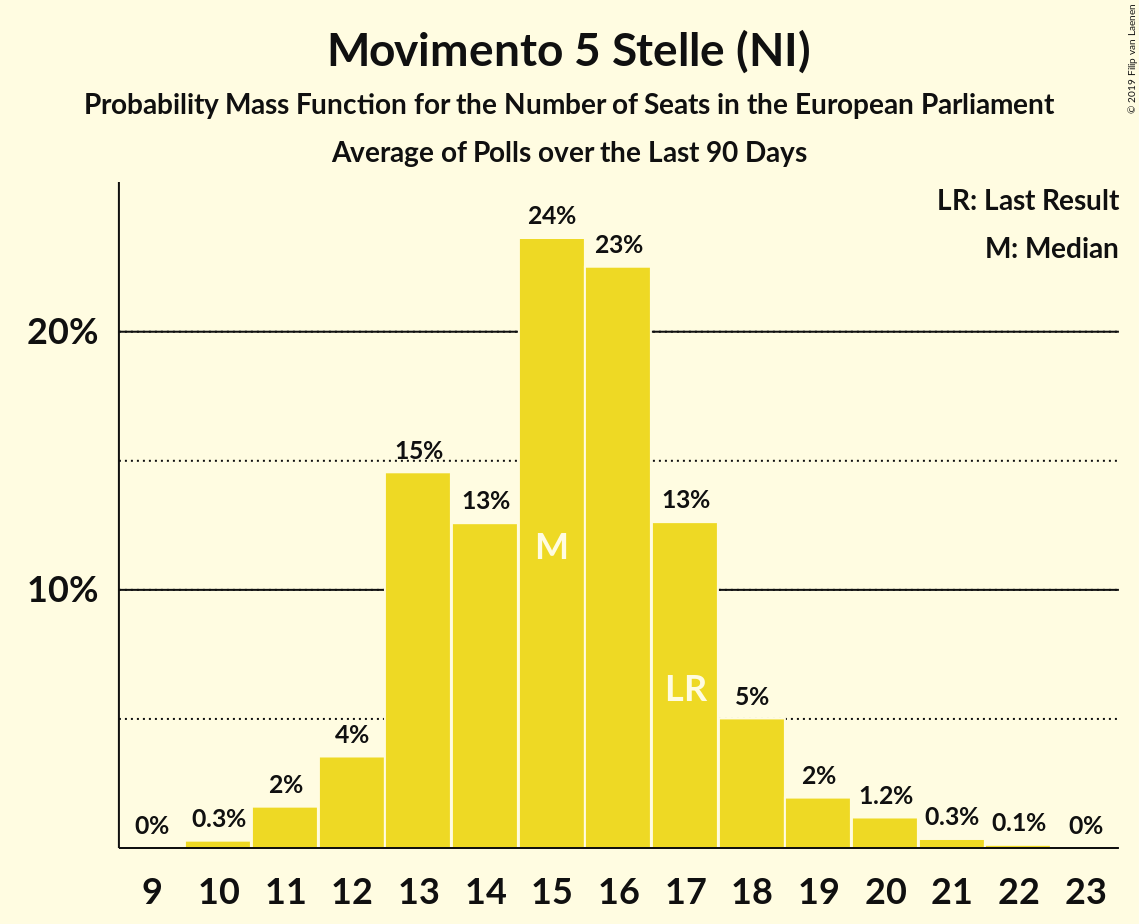 Movimento 5 Stelle (NI)
Probability Mass Function for the Number of Seats in the European Parliament
Average of Polls over the Last 90 Days
© 2019 Filip van Laenen
LR: Last Result
M: Median
20%
10%
0%
0.3%
2%
4%
15%
13%
24%
23%
13%
5%
2%
1.2%
0.3%
0.1%
0%
M
LR
9 10 11 12 13 14 15 16 17 18 19 20 21 22 23